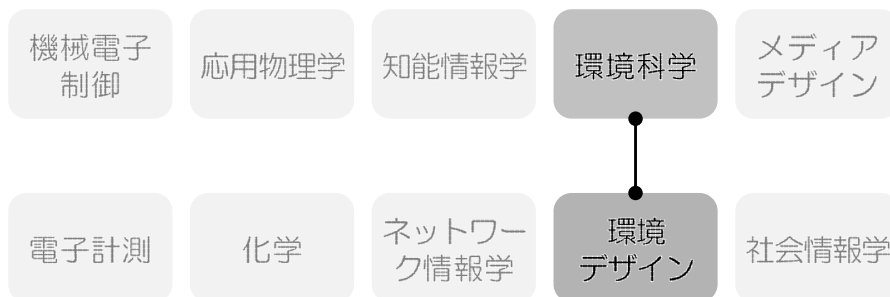 機械電子
制御
応用物理学
知能情報学
環境科学
メディア
デザイン
電子計測
化学
ネットワー
ク情報学
環境
デザイン
社会情報学